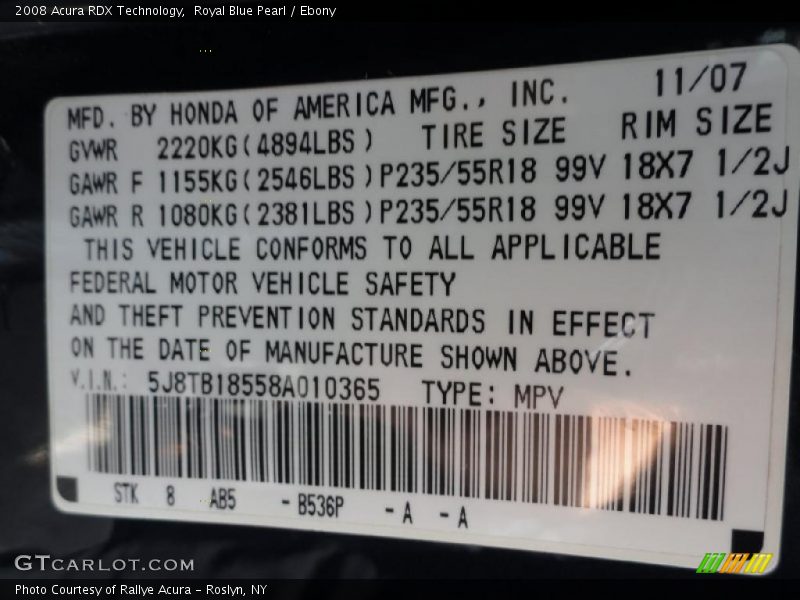 2008 Acura RDX Technology,  Royal Blue Pearl / Ebony
MFD. BY HONDA OF AMERICA MFG., INC. 11/07
GVWR 2220KG(4894LBS) TIRE SIZE RIM SIZE
GAWR F 1155KG(2546LBS)P235/55R18 99V 18X7 1/2J
GAWR R 1080KG(2381LBS)P235/55R18 99V 18X7 1/2J
THIS VEHICLE CONFORMS TO ALL APPLICABLE
FEDERAL MOTOR VEHICLE SAFETY
AND THEFT PREVENTION STANDARDS IN EFFECT
ON THE DATE OF MANUFACTURE SHOWN ABOVE.
V.I.N.: 5J8TB18558A010365 TYPE: MPV
STK 8 AB5 -B536P -A -A
GTCARLOT.COM
Photo Courtesy of Rallye Acura - Roslyn, NY